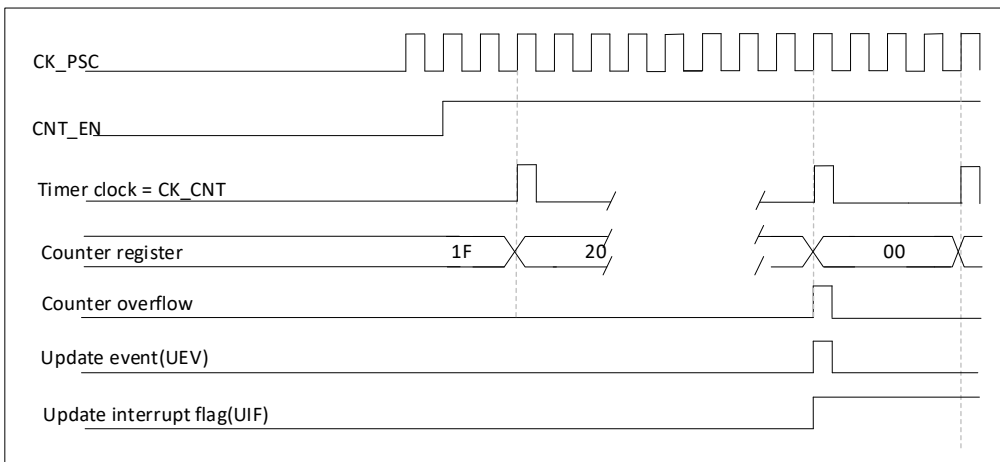 CK_PSC
CNT_EN
Timer clock = CK_CNT
Counter register 1F 20 00
Counter overflow
Update event(UEV)
Update interrupt flag(UIF)